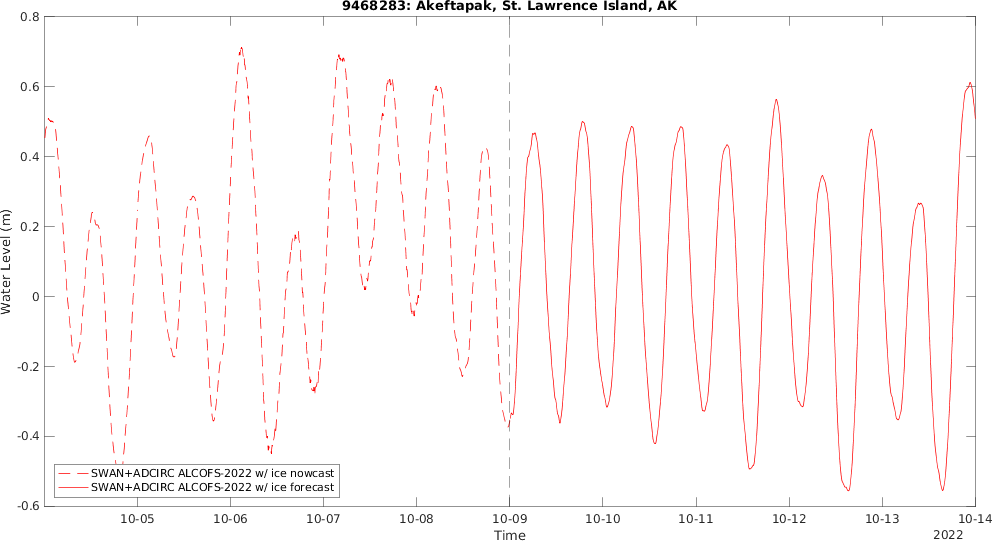 9468283: Akeftapak, St. Lawrence Island, AK
0.8
0.6
0.4
0.2
0
-0.2
-0.4
-0.6
Water Level (m)
SWAN+ADCIRC ALCOFS-2022 w/ ice nowcast
SWAN+ADCIRC ALCOFS-2022 w/ ice forecast
10-05 10-06 10-07 10-08 10-09 10-10 10-11 10-12 10-13 10-14
Time
2022